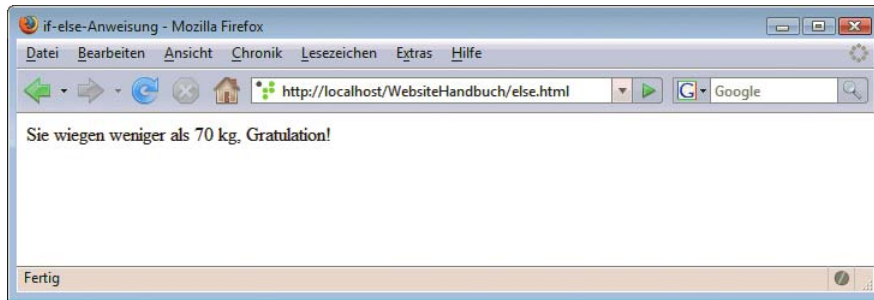 if-else-Anweisung - Mozilla Firefox
Datei Bearbeiten Ansicht Chronik Lesezeichen Extras Hilfe
http://localhost/WebsiteHandbuch/else.html G Google
Sie wiegen weniger als 70 kg, Gratulation!
Fertig